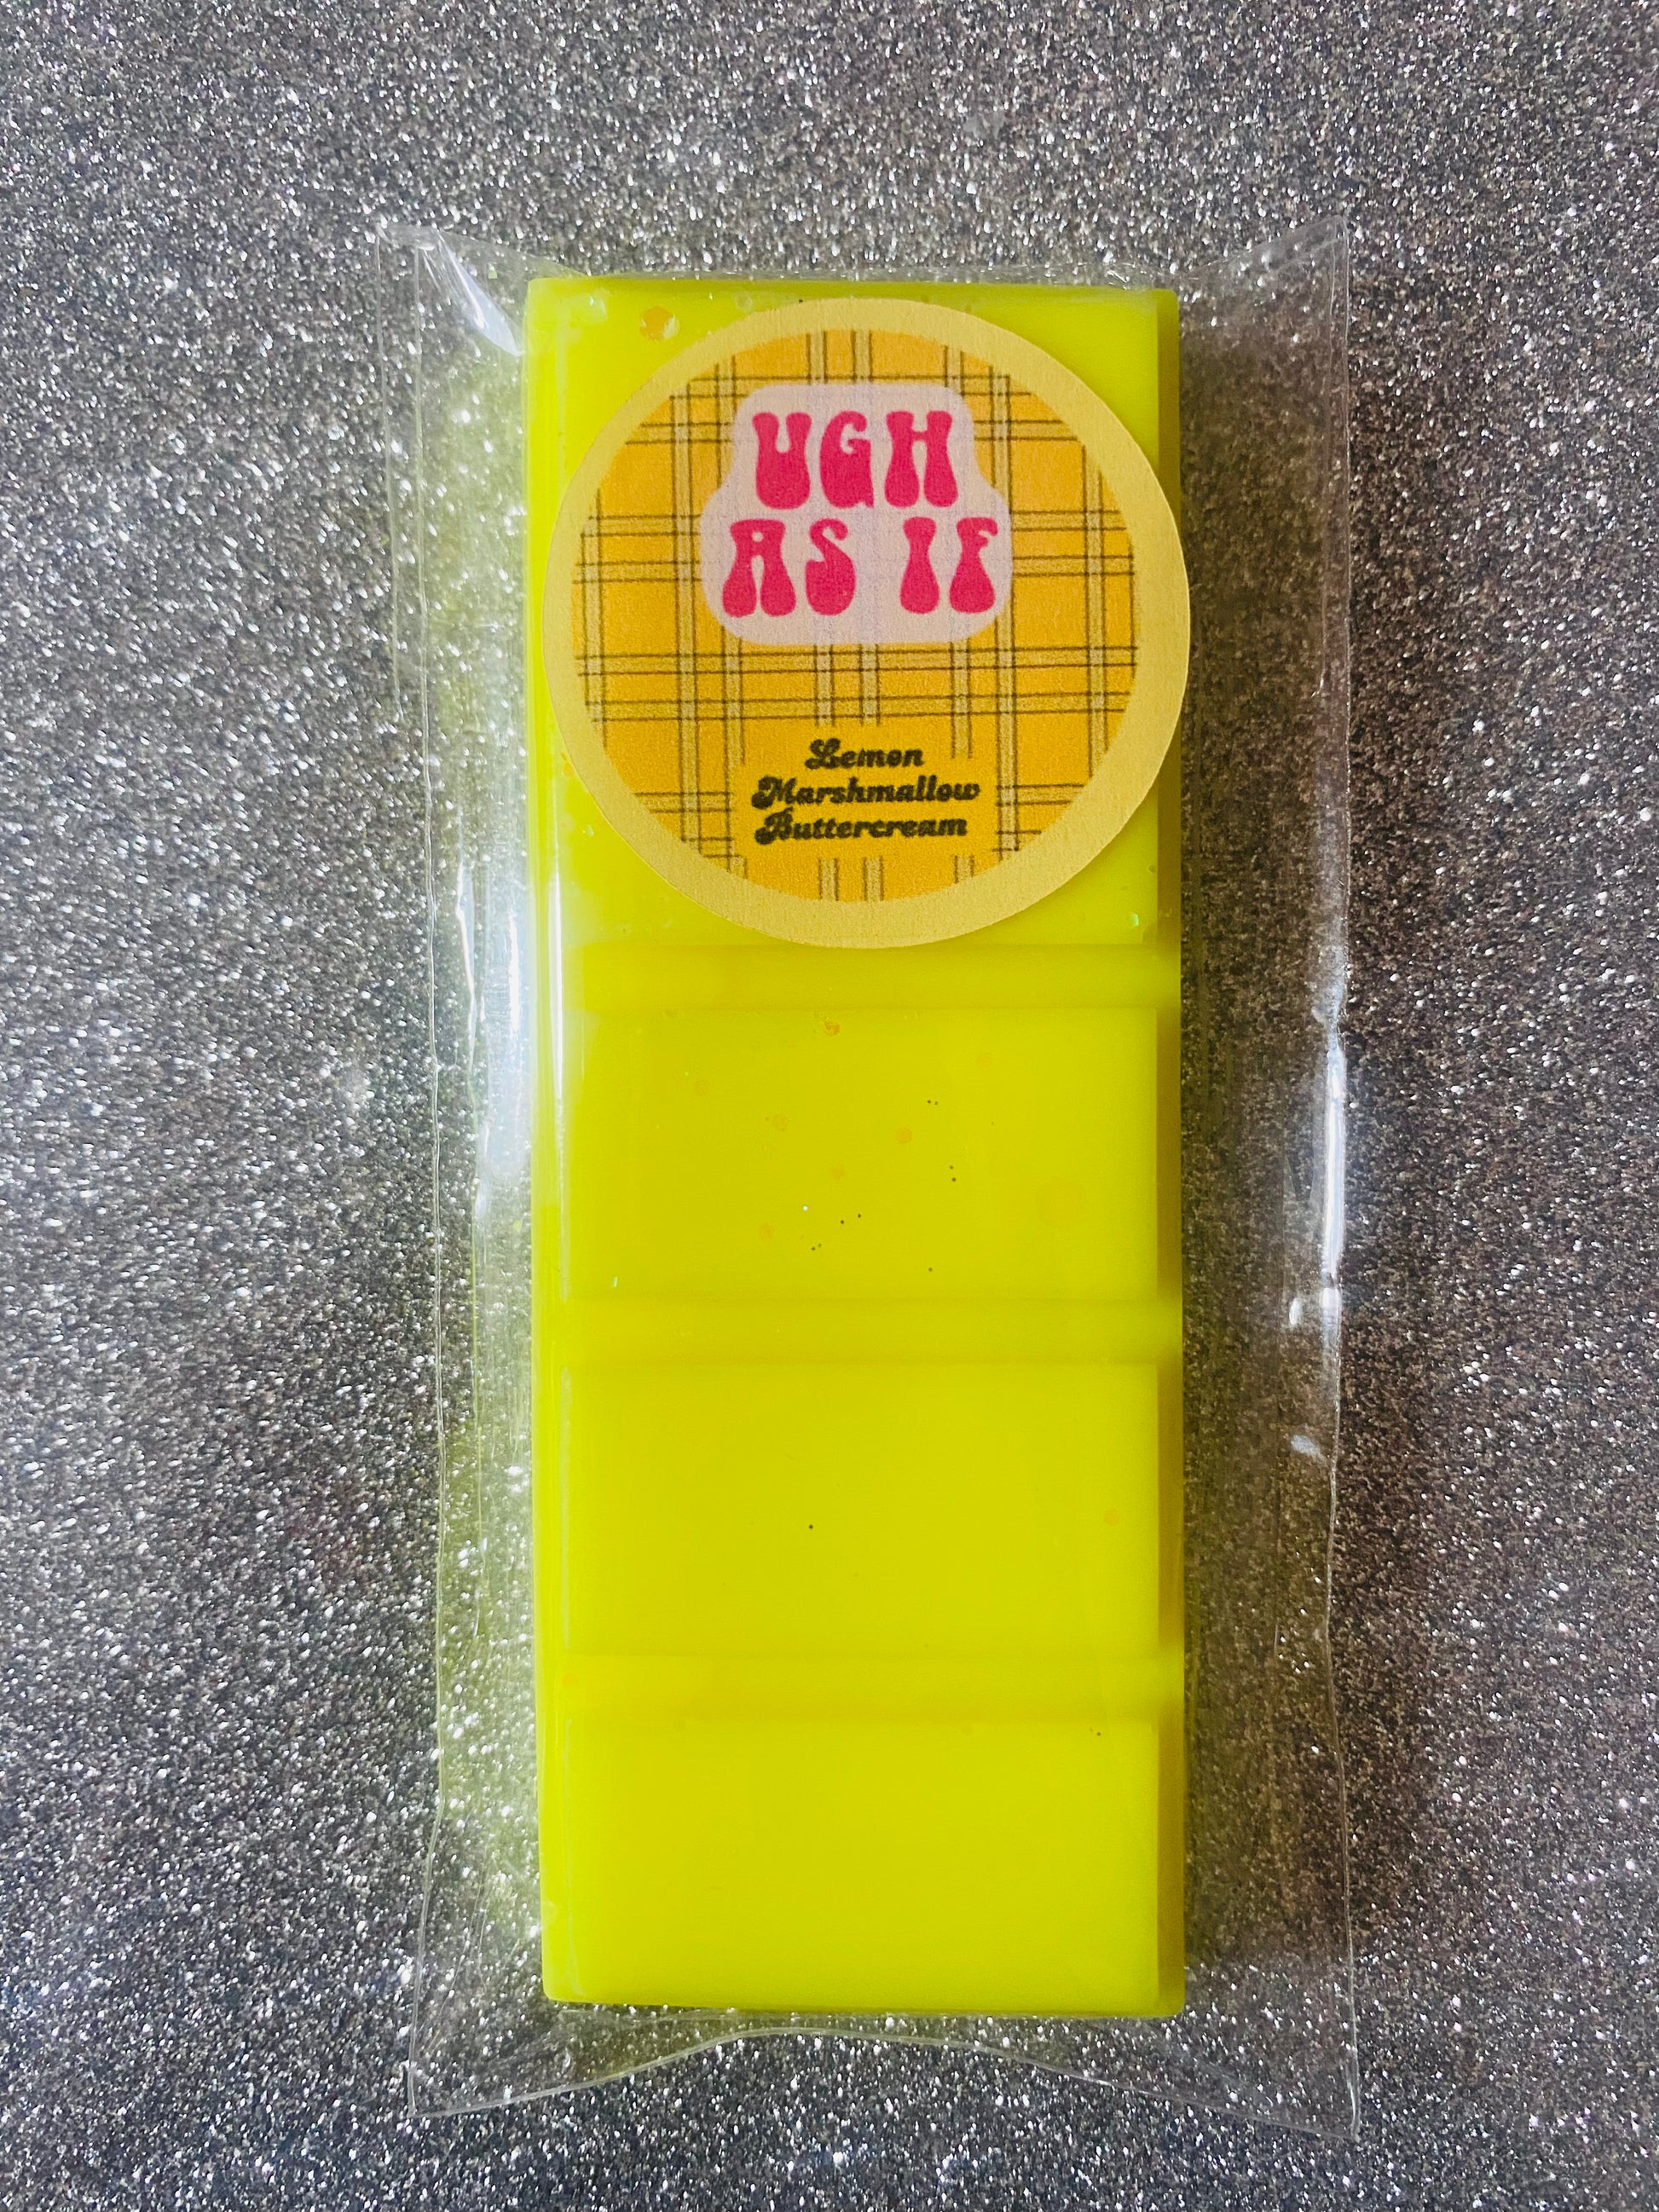 UGH
AS IF
Lemon
Marshmallow
Buttercream